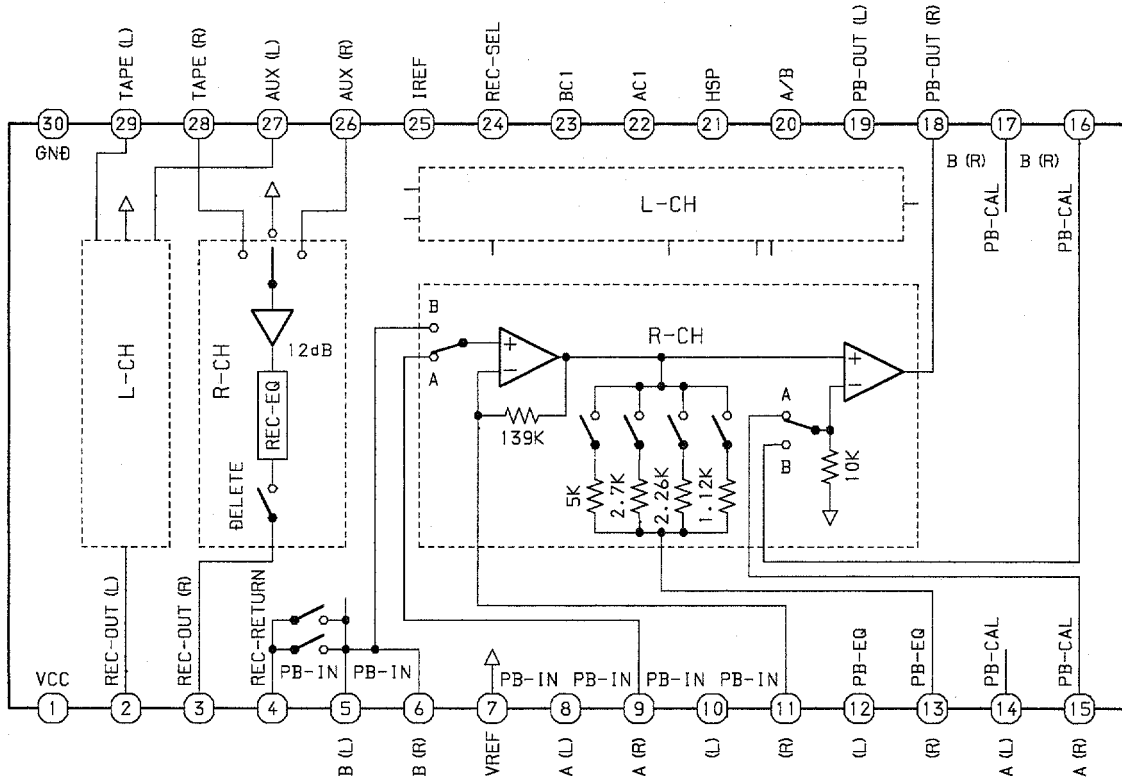 TAPE (L)
TAPE (R)
AUX (L)
AUX (R)
IREF
REC-SEL
BC1
AC1
HSP
A/B
PB-OUT (L)
PB-OUT (R)
30
29
28
27
26
25
24
23
22
21
20
19
18
17
16
GND
B (R)
B (R)
PB-CAL
PB-CAL
L-CH
L-CH
R-CH
12dB
REC-EQ
DELETE
B
A
+
−
139K
R-CH
5K
2.7K
2.26K
1.12K
A
B
+
−
10K
VCC
REC-OUT (L)
REC-OUT (R)
REC-RETURN
PB-IN
PB-IN
PB-IN
PB-IN
PB-IN
PB-IN
PB-EQ
PB-EQ
PB-CAL
PB-CAL
1
2
3
4
5
6
7
8
9
10
11
12
13
14
15
B (L)
B (R)
VREF
A (L)
A (R)
(L)
(R)
(L)
(R)
A (L)
A (R)